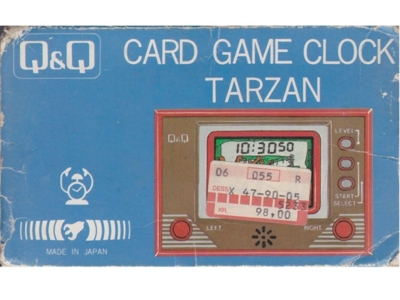 Q&Q
CARD GAME CLOCK
TARZAN
Q&Q
10:30 50
LEVEL
06 055 R
X 47-90-05
START
SELECT
KR.
98,00
LEFT
RIGHT
MADE IN JAPAN